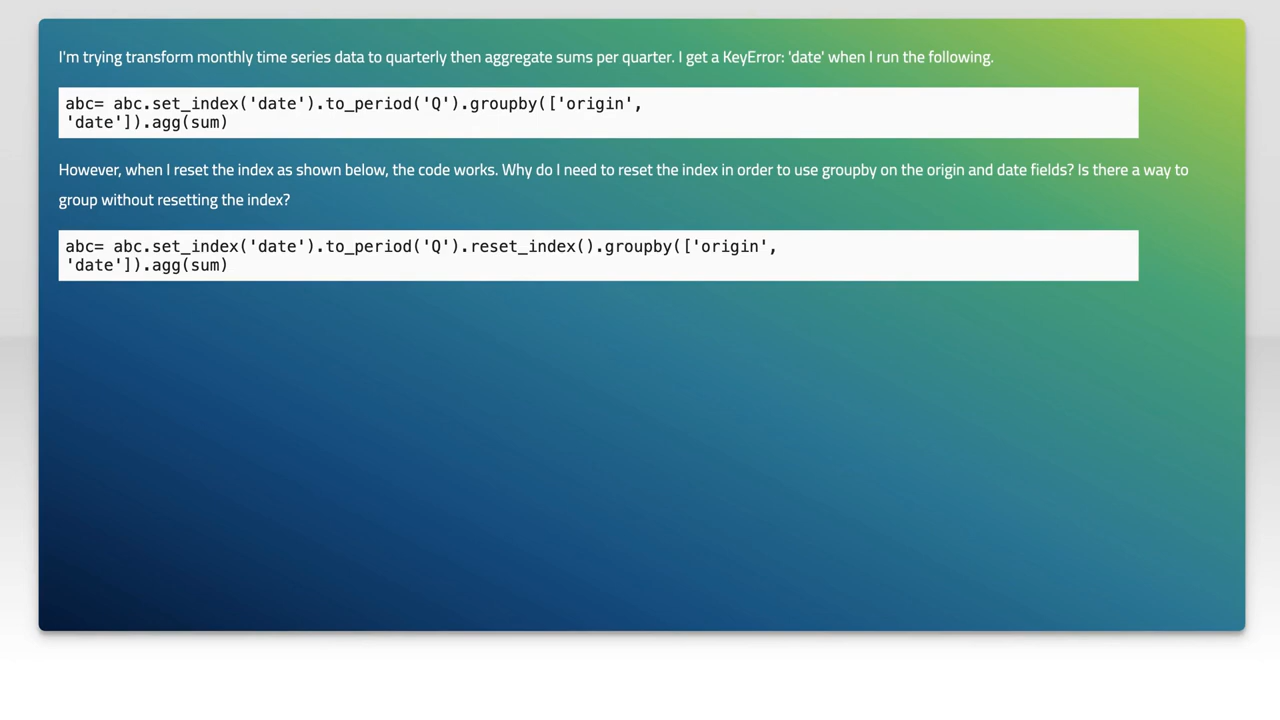 I'm trying transform monthly time series data to quarterly then aggregate sums per quarter. I get a KeyError: 'date' when I run the following.
abc= abc.set_index('date').to_period('Q').groupby(['origin',
'date']).agg(sum)
However, when I reset the index as shown below, the code works. Why do I need to reset the index in order to use groupby on the origin and date fields? Is there a way to
group without resetting the index?
abc= abc.set_index('date').to_period('Q').reset_index().groupby(['origin',
'date']).agg(sum)